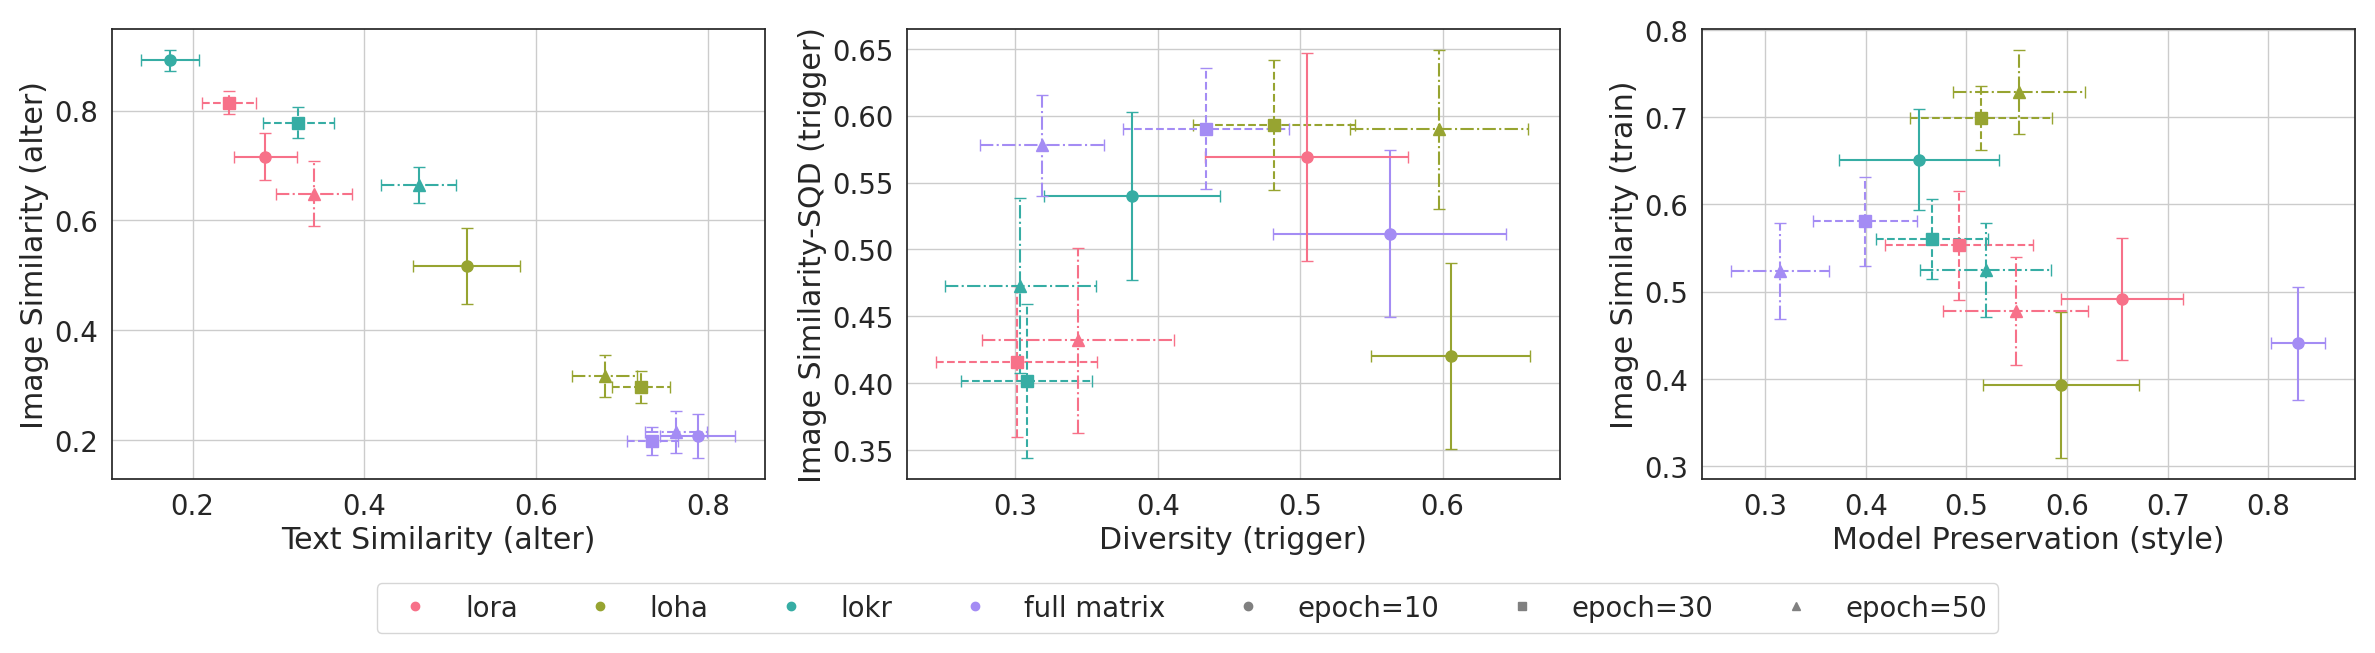 Image Similarity (alter)
0.8
0.6
0.4
0.2
0.2 0.4 0.6 0.8
Text Similarity (alter)
Image Similarity-SQD (trigger)
0.65
0.60
0.55
0.50
0.45
0.40
0.35
0.3 0.4 0.5 0.6
Diversity (trigger)
Image Similarity (train)
0.8
0.7
0.6
0.5
0.4
0.3
0.3 0.4 0.5 0.6 0.7 0.8
Model Preservation (style)
lora loha lokr full matrix epoch=10 epoch=30 epoch=50